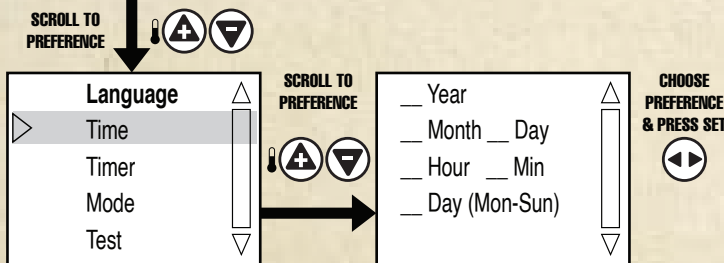 SCROLL TO
PREFERENCE
Language
Time
Timer
Mode
Test
SCROLL TO
PREFERENCE
__ Year
__ Month __ Day
__ Hour __ Min
__ Day (Mon-Sun)
CHOOSE
PREFERENCE
& PRESS SET